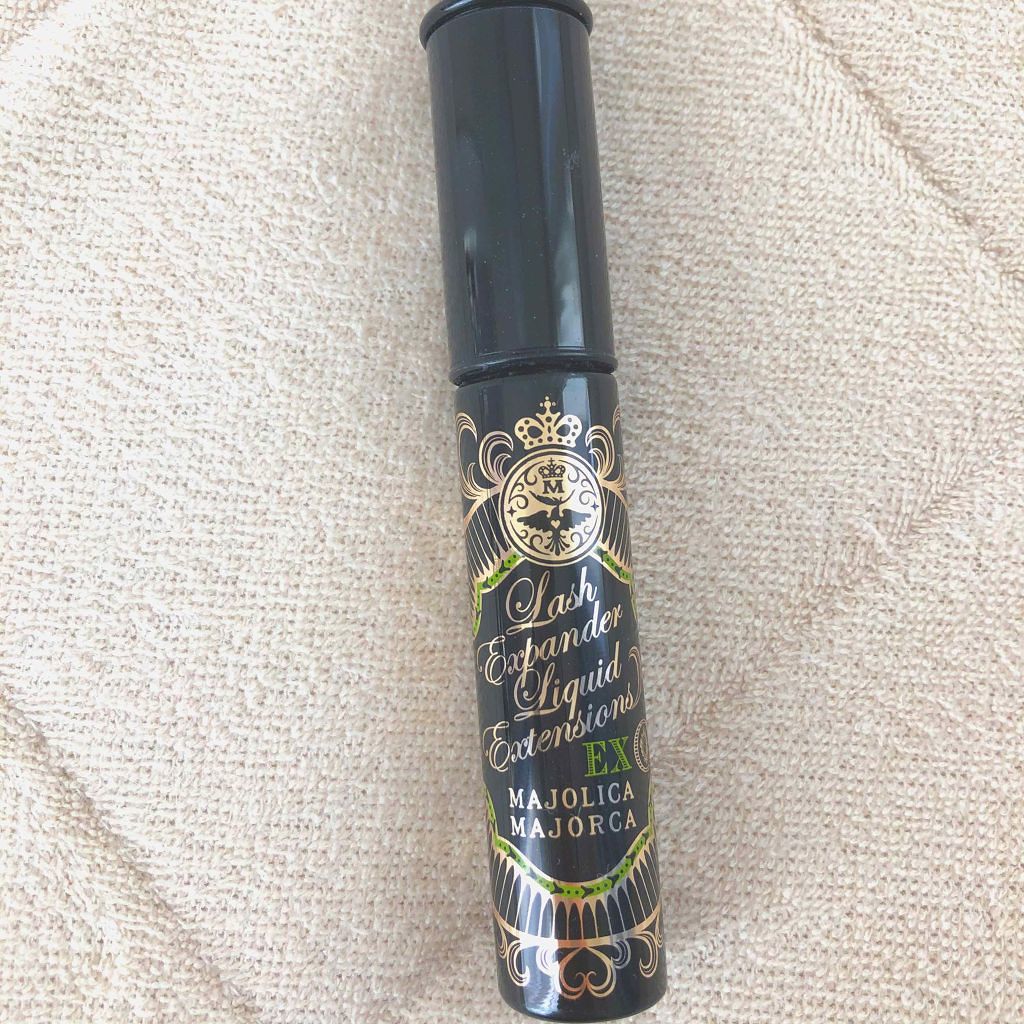 M
Lash
Expander
Liquid
Extensions
EX
MAJOLICA
MAJORCA